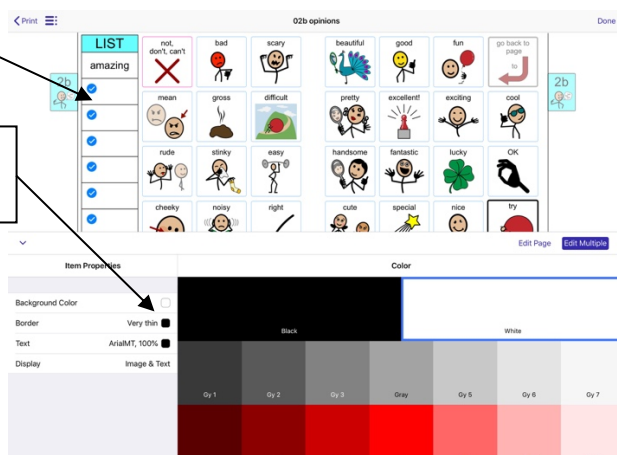 Print
02b opinions
Done
LIST
amazing
2b
not, don't, can't
bad
scary
beautiful
good
fun
go back to page
to
2b
mean
gross
difficult
pretty
excellent!
exciting
cool
rude
stinky
easy
handsome
fantastic
lucky
OK
cheeky
noisy
right
cute
special
nice
try
Edit Page
Edit Multiple
Item Properties
Color
Background Color
Border
Very thin
Text
ArialMT, 100%
Display
Image & Text
Black
White
Gy 1
Gy 2
Gy 3
Gray
Gy 5
Gy 6
Gy 7